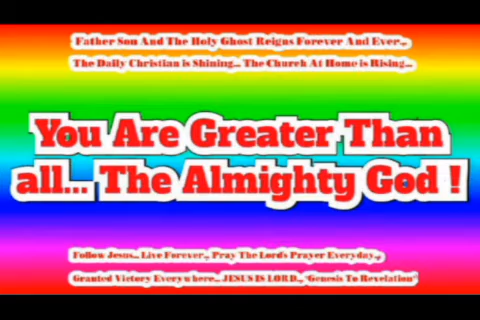 Father Son And The Holy Ghost Reigns Forever And Ever...
The Daily Christian is Shining... The Church At Home is Rising...
You Are Greater Than
all... The Almighty God !
Follow Jesus... Live Forever., Pray The Lords Prayer Everyday.,
Granted Victory Everywhere... JESUS IS LORD... "Genesis To Revelation"